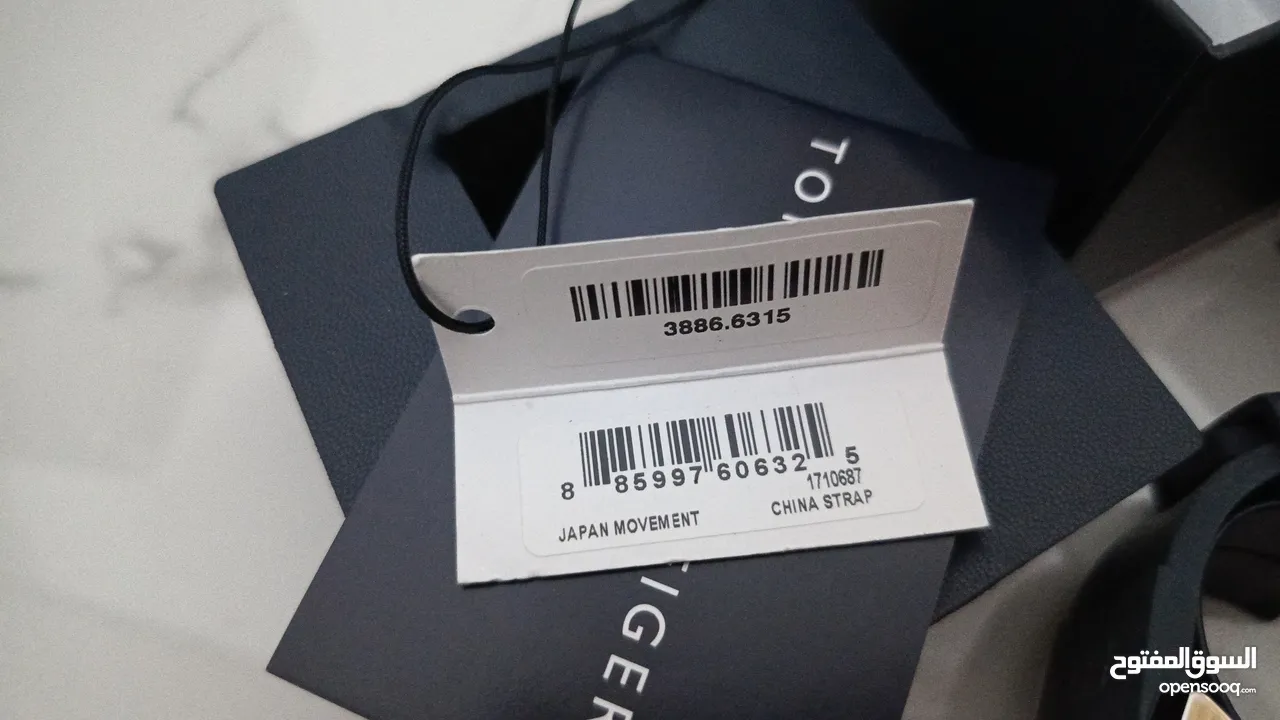 TO
3886.6315
8 85997 60632 5
1710687
JAPAN MOVEMENT
CHINA STRAP
IGER
السوق المفتوح
opensooq.com